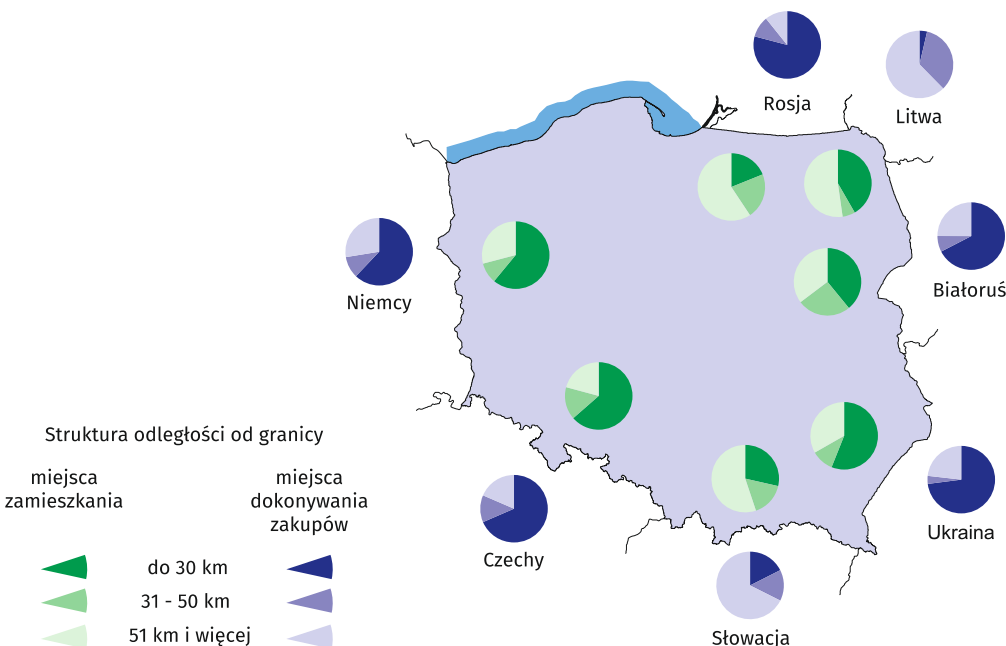 Rosja
Litwa
Niemcy
Białoruś
Czechy
Ukraina
Słowacja
Struktura odległości od granicy
miejsca
zamieszkania
miejsca
dokonywania
zakupów
do 30 km
31 - 50 km
51 km i więcej